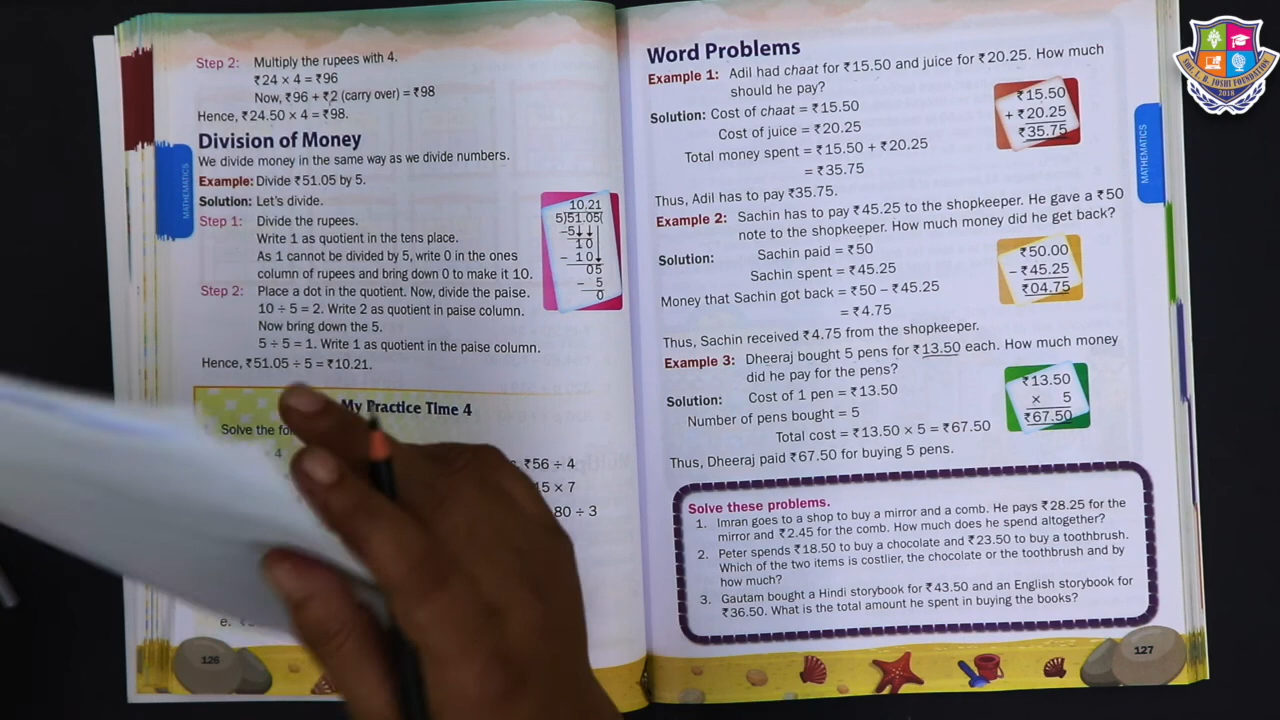 Step 2: Multiply the rupees with 4.
₹24 × 4 = ₹96
Now, ₹96 + ₹2 (carry over) = ₹98
Hence, ₹24.50 × 4 = ₹98.
Division of Money
We divide money in the same way as we divide numbers.
Example: Divide ₹51.05 by 5.
Solution: Let's divide.
Step 1: Divide the rupees.
Write 1 as quotient in the tens place.
As 1 cannot be divided by 5, write 0 in the ones
column of rupees and bring down 0 to make it 10.
Step 2: Place a dot in the quotient. Now, divide the paise.
10 ÷ 5 = 2. Write 2 as quotient in paise column.
Now bring down the 5.
5 ÷ 5 = 1. Write 1 as quotient in the paise column.
Hence, ₹51.05 ÷ 5 = ₹10.21.
10.21
5)51.05(
-5
10
- 10
05
- 5
0
My Practice Time 4
Solve the
× 4
₹56 ÷ 4
15 × 7
80 ÷ 3
e.
126
MATHEMATICS
Word Problems
Example 1: Adil had chaat for ₹15.50 and juice for ₹20.25. How much
should he pay?
Solution: Cost of chaat = ₹15.50
Cost of juice = ₹20.25
Total money spent = ₹15.50 + ₹20.25
= ₹35.75
Thus, Adil has to pay ₹35.75.
₹15.50
+ ₹20.25
₹35.75
Example 2: Sachin has to pay ₹45.25 to the shopkeeper. He gave a ₹50
note to the shopkeeper. How much money did he get back?
Solution: Sachin paid = ₹50
Sachin spent = ₹45.25
Money that Sachin got back = ₹50 – ₹45.25
= ₹4.75
Thus, Sachin received ₹4.75 from the shopkeeper.
₹50.00
– ₹45.25
₹04.75
Example 3: Dheeraj bought 5 pens for ₹13.50 each. How much money
did he pay for the pens?
Solution: Cost of 1 pen = ₹13.50
Number of pens bought = 5
Total cost = ₹13.50 × 5 = ₹67.50
Thus, Dheeraj paid ₹67.50 for buying 5 pens.
₹13.50
× 5
₹67.50
Solve these problems.
1. Imran goes to a shop to buy a mirror and a comb. He pays ₹28.25 for the
mirror and ₹2.45 for the comb. How much does he spend altogether?
2. Peter spends ₹18.50 to buy a chocolate and ₹23.50 to buy a toothbrush.
Which of the two items is costlier, the chocolate or the toothbrush and by
how much?
3. Gautam bought a Hindi storybook for ₹43.50 and an English storybook for
₹36.50. What is the total amount he spent in buying the books?
127
MATHEMATICS
JOSHI FOUNDATION
2018